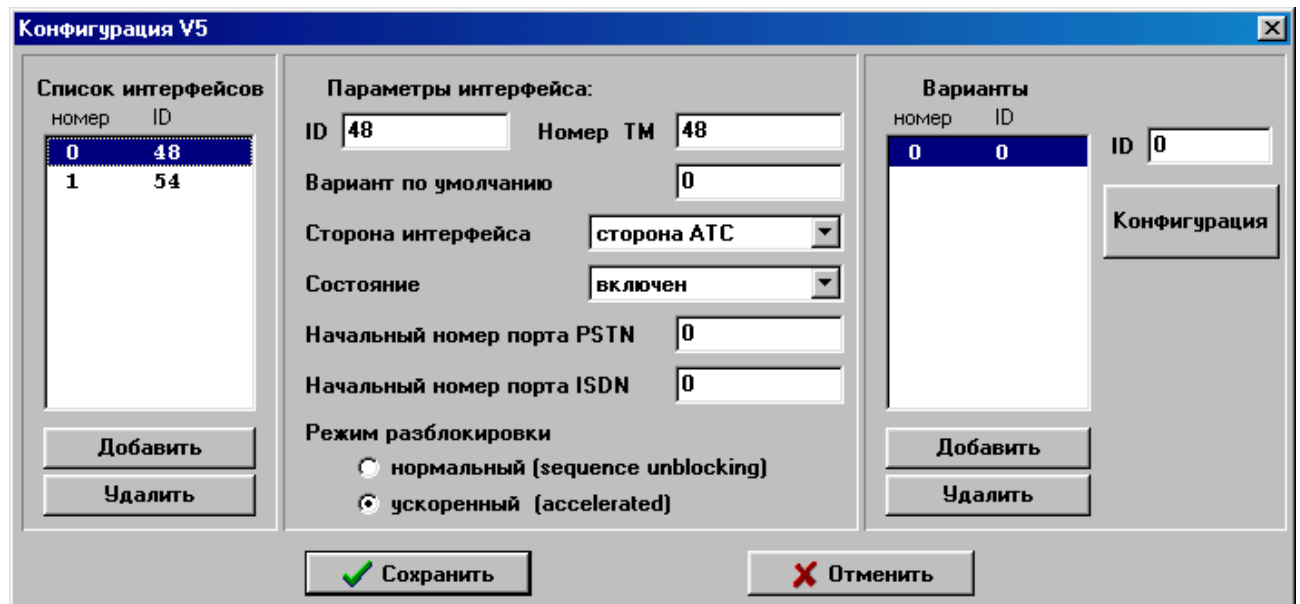 Конфигурация V5
Список интерфейсов
номер ID
0 48
1 54
Добавить
Удалить
Параметры интерфейса:
ID 48 Номер ТМ 48
Вариант по умолчанию 0
Сторона интерфейса сторона АТС
Состояние включен
Начальный номер порта PSTN 0
Начальный номер порта ISDN 0
Режим разблокировки
нормальный (sequence unblocking)
ускоренный (accelerated)
Варианты
номер ID
0 0
Добавить
Удалить
ID 0
Конфигурация
Сохранить
Отменить